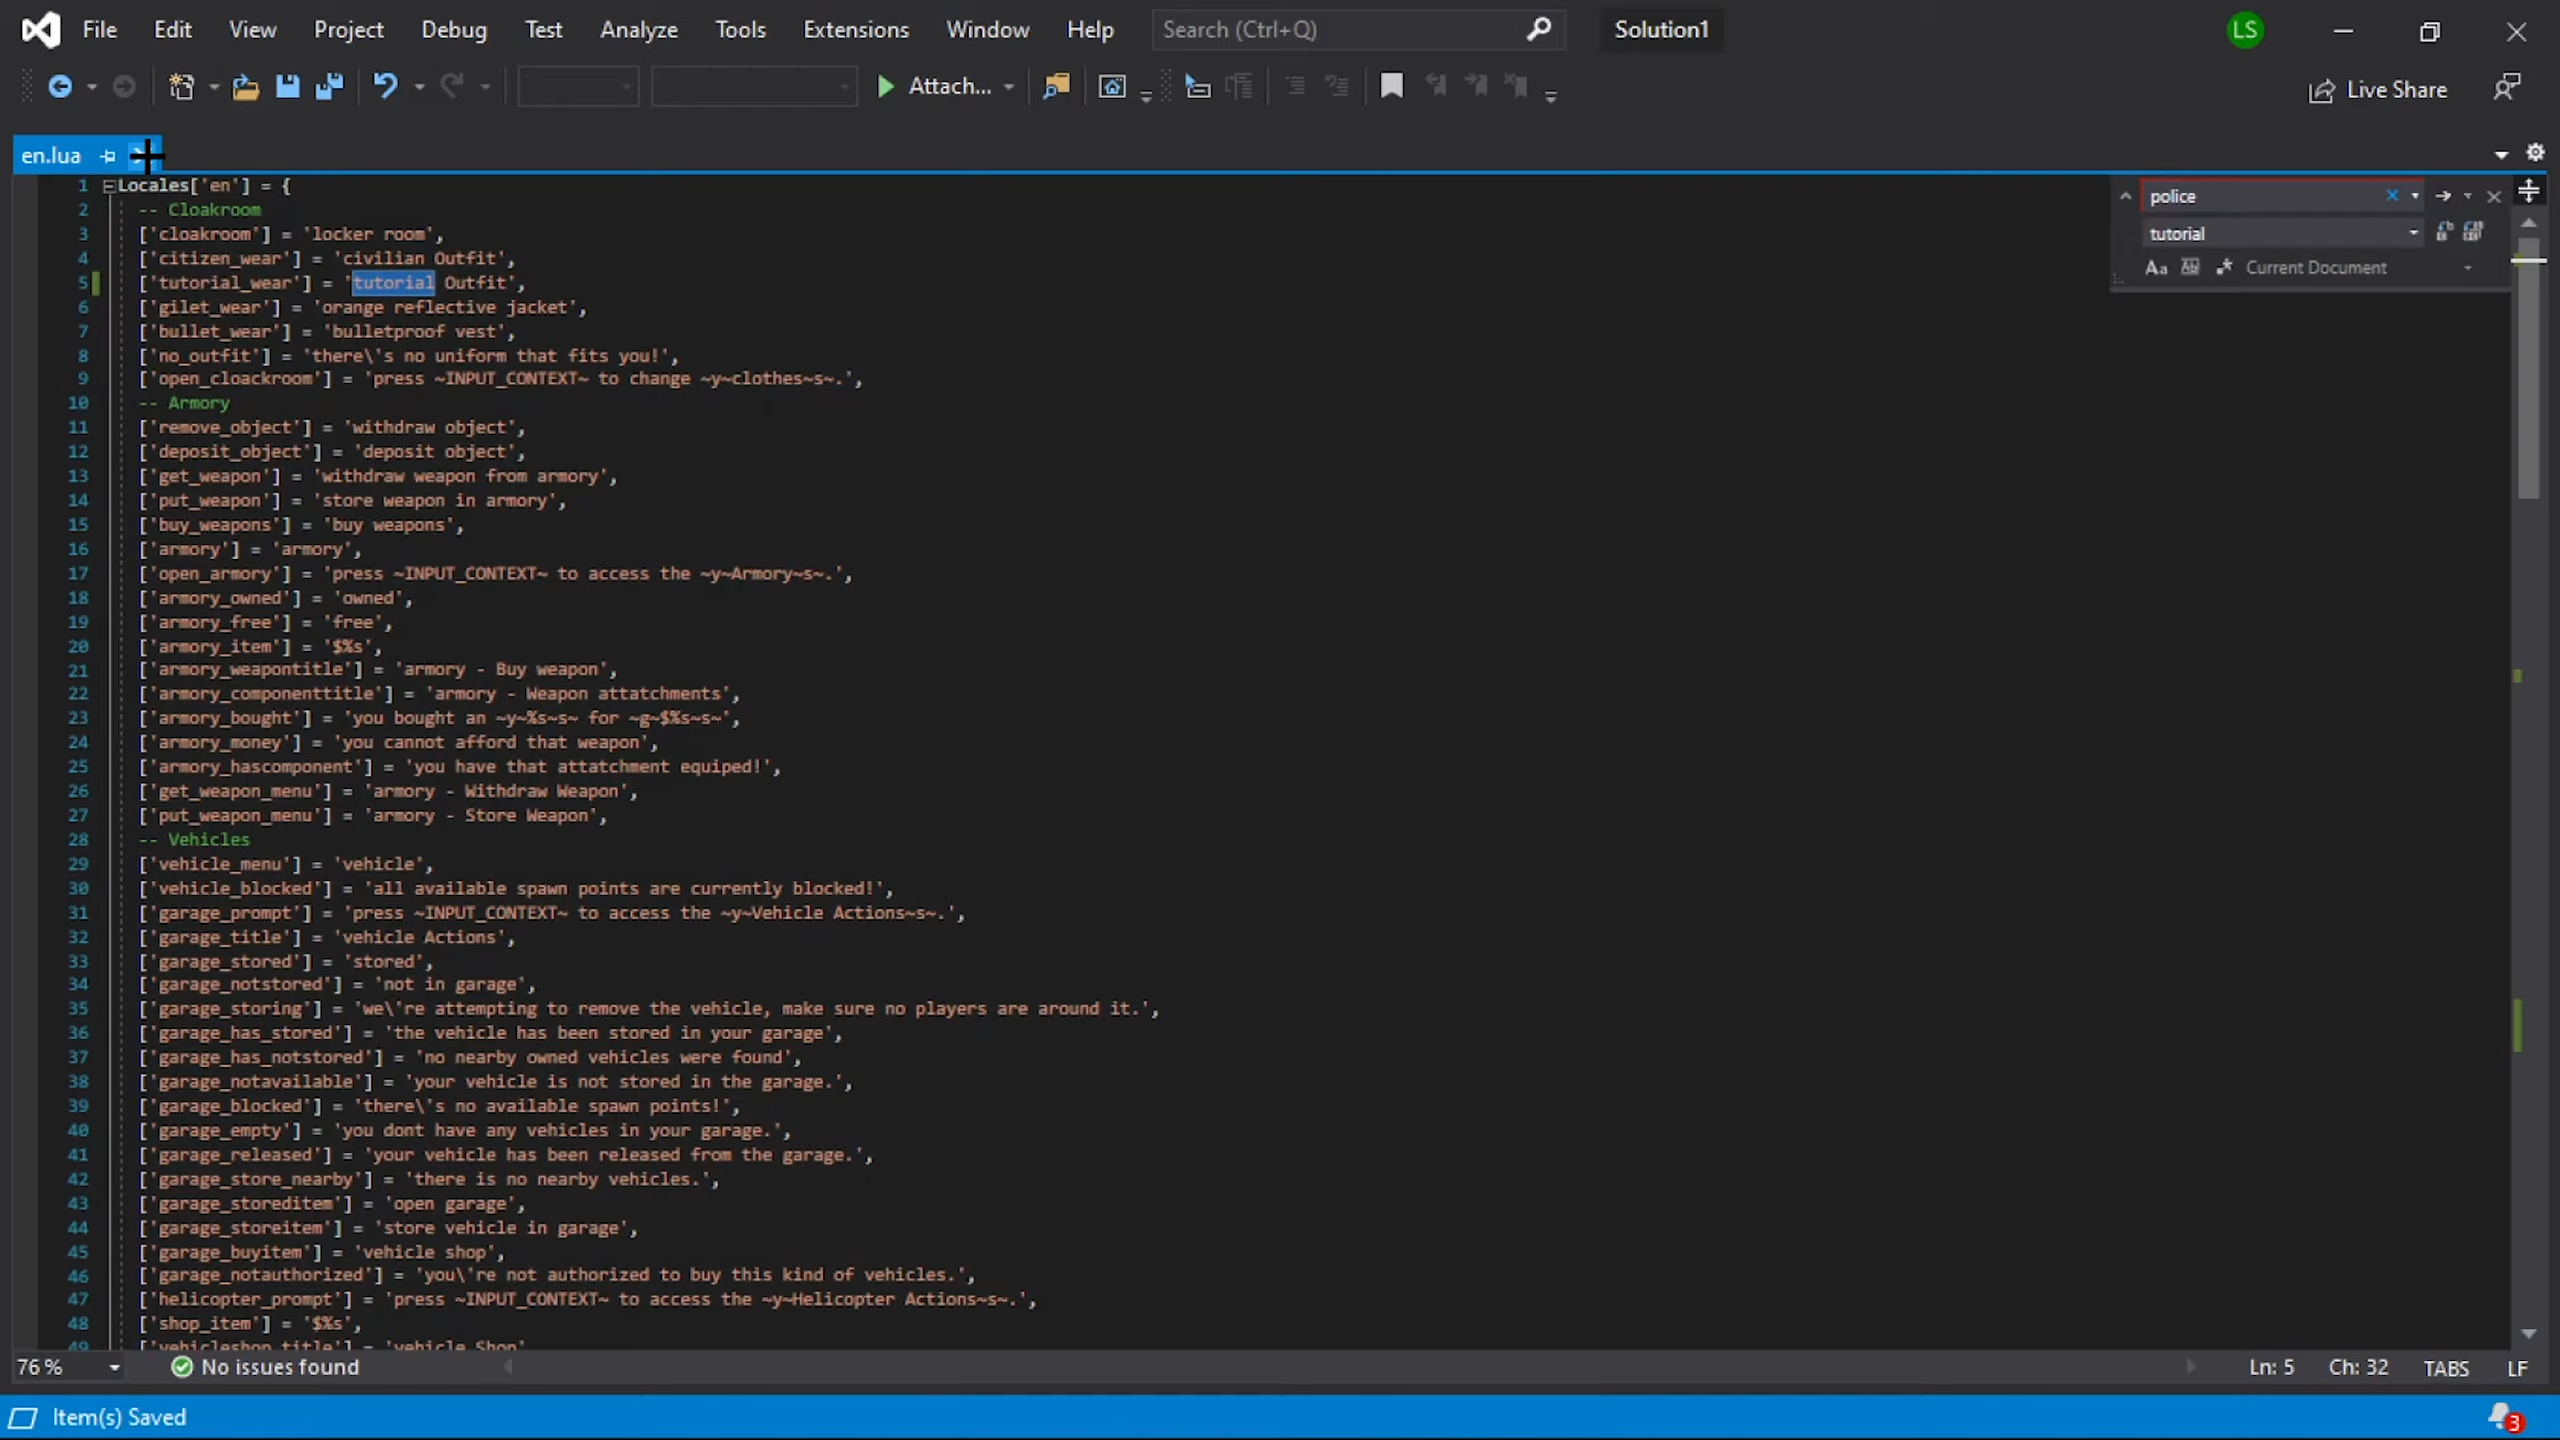 File Edit View Project Debug Test Analyze Tools Extensions Window Help Search (Ctrl+Q) Solution1 LS
Attach... Live Share
en.lua
1 Locales['en'] = {
2 -- Cloakroom
3 ['cloakroom'] = 'locker room',
4 ['citizen_wear'] = 'civilian Outfit',
5 ['tutorial_wear'] = 'tutorial Outfit',
6 ['gilet_wear'] = 'orange reflective jacket',
7 ['bullet_wear'] = 'bulletproof vest',
8 ['no_outfit'] = 'there\'s no uniform that fits you!',
9 ['open_cloackroom'] = 'press ~INPUT_CONTEXT~ to change ~y~clothes~s~.',
10 -- Armory
11 ['remove_object'] = 'withdraw object',
12 ['deposit_object'] = 'deposit object',
13 ['get_weapon'] = 'withdraw weapon from armory',
14 ['put_weapon'] = 'store weapon in armory',
15 ['buy_weapons'] = 'buy weapons',
16 ['armory'] = 'armory',
17 ['open_armory'] = 'press ~INPUT_CONTEXT~ to access the ~y~Armory~s~.',
18 ['armory_owned'] = 'owned',
19 ['armory_free'] = 'free',
20 ['armory_item'] = '$%s',
21 ['armory_weapontitle'] = 'armory - Buy weapon',
22 ['armory_componenttitle'] = 'armory - Weapon attatchments',
23 ['armory_bought'] = 'you bought an ~y~%s~s~ for ~g~$%s~s~',
24 ['armory_money'] = 'you cannot afford that weapon',
25 ['armory_hascomponent'] = 'you have that attatchment equiped!',
26 ['get_weapon_menu'] = 'armory - Withdraw Weapon',
27 ['put_weapon_menu'] = 'armory - Store Weapon',
28 -- Vehicles
29 ['vehicle_menu'] = 'vehicle',
30 ['vehicle_blocked'] = 'all available spawn points are currently blocked!',
31 ['garage_prompt'] = 'press ~INPUT_CONTEXT~ to access the ~y~Vehicle Actions~s~.',
32 ['garage_title'] = 'vehicle Actions',
33 ['garage_stored'] = 'stored',
34 ['garage_notstored'] = 'not in garage',
35 ['garage_storing'] = 'we\'re attempting to remove the vehicle, make sure no players are around it.',
36 ['garage_has_stored'] = 'the vehicle has been stored in your garage',
37 ['garage_has_notstored'] = 'no nearby owned vehicles were found',
38 ['garage_notavailable'] = 'your vehicle is not stored in the garage.',
39 ['garage_blocked'] = 'there\'s no available spawn points!',
40 ['garage_empty'] = 'you dont have any vehicles in your garage.',
41 ['garage_released'] = 'your vehicle has been released from the garage.',
42 ['garage_store_nearby'] = 'there is no nearby vehicles.',
43 ['garage_storeditem'] = 'open garage',
44 ['garage_storeitem'] = 'store vehicle in garage',
45 ['garage_buyitem'] = 'vehicle shop',
46 ['garage_notauthorized'] = 'you\'re not authorized to buy this kind of vehicles.',
47 ['helicopter_prompt'] = 'press ~INPUT_CONTEXT~ to access the ~y~Helicopter Actions~s~.',
48 ['shop_item'] = '$%s',
49 ['vehicleshop_title'] = 'vehicle Shop',
police
tutorial
Aa Ab Current Document
76 % No issues found Ln: 5 Ch: 32 TABS LF
Item(s) Saved 3